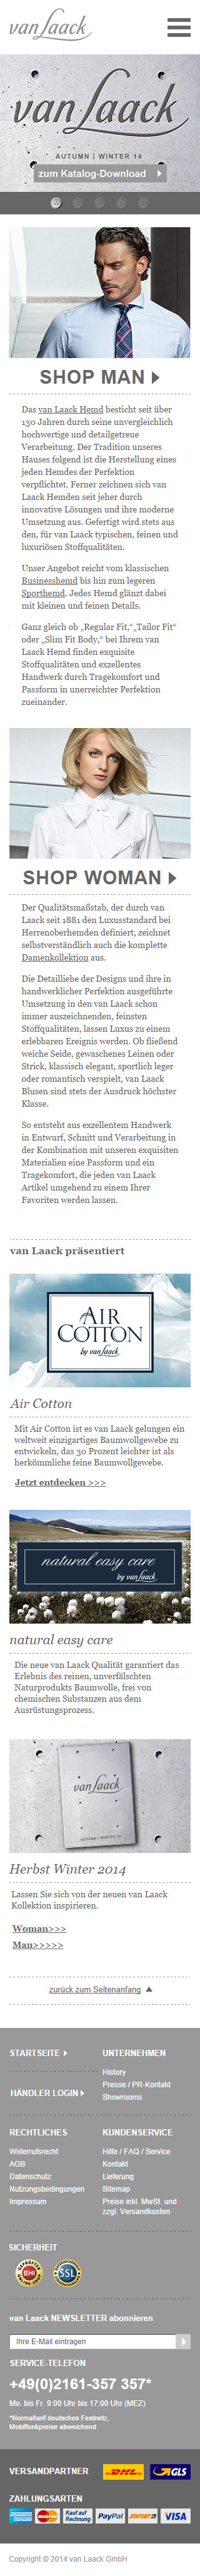 van Laack
van Laack
AUTUMN | WINTER 14
zum Katalog-Download
SHOP MAN
Das van Laack Hemd besticht seit über
130 Jahren durch seine unvergleichlich
hochwertige und detailgetreue
Verarbeitung. Der Tradition unseres
Hauses folgend ist die Herstellung eines
jeden Hemdes der Perfektion
verpflichtet. Ferner zeichnen sich van
Laack Hemden seit jeher durch
innovative Lösungen und ihre moderne
Umsetzung aus. Gefertigt wird stets aus
den, für van Laack typischen, feinen und
luxuriösen Stoffqualitäten.
Unser Angebot reicht vom klassischen
Businesshemd bis hin zum legeren
Sporthemd. Jedes Hemd glänzt dabei
mit kleinen und feinen Details.
Ganz gleich ob „Regular Fit,“„Tailor Fit“
oder „Slim Fit Body,“ bei Ihrem van
Laack Hemd finden exquisite
Stoffqualitäten und exzellentes
Handwerk durch Tragekomfort und
Passform in unerreichter Perfektion
zueinander.
SHOP WOMAN
Der Qualitätsmaßstab, der durch van
Laack seit 1881 den Luxusstandard bei
Herrenoberhemden definiert, zeichnet
selbstverständlich auch die komplette
Damenkollektion aus.
Die Detailliebe der Designs und ihre in
handwerklicher Perfektion ausgeführte
Umsetzung in den van Laack schon
immer auszeichnenden, feinsten
Stoffqualitäten, lassen Luxus zu einem
erlebbaren Ereignis werden. Ob fließend
weiche Seide, gewaschenes Leinen oder
Strick, klassisch elegant, sportlich leger
oder romantisch verspielt, van Laack
Blusen sind stets der Ausdruck höchster
Klasse.
So entsteht aus exzellentem Handwerk
in Entwurf, Schnitt und Verarbeitung in
der Kombination mit unseren exquisiten
Materialien eine Passform und ein
Tragekomfort, die jeden van Laack
Artikel umgehend zu einem Ihrer
Favoriten werden lassen.
van Laack präsentiert
AIR
COTTON
by van Laack
Air Cotton
Mit Air Cotton ist es van Laack gelungen ein
weltweit einzigartiges Baumwollgewebe zu
entwickeln, das 30 Prozent leichter ist als
herkömmliche feine Baumwollgewebe.
Jetzt entdecken >>>
natural easy care
by van Laack
natural easy care
Die neue van Laack Qualität garantiert das
Erlebnis des reinen, unverfälschten
Naturprodukts Baumwolle, frei von
chemischen Substanzen aus dem
Ausrüstungsprozess.
van Laack
AUTUMN | WINTER 14
Herbst Winter 2014
Lassen Sie sich von der neuen van Laack
Kollektion inspirieren.
Woman>>>
Man>>>>>
zurück zum Seitenanfang
STARTSEITE
HÄNDLER LOGIN
UNTERNEHMEN
History
Presse / PR-Kontakt
Showrooms
RECHTLICHES
Widerrufsrecht
AGB
Datenschutz
Nutzungsbedingungen
Impressum
KUNDENSERVICE
Hilfe / FAQ / Service
Kontakt
Lieferung
Sitemap
Preise inkl. MwSt. und
zzgl. Versandkosten
SICHERHEIT
EHI
SSL
van Laack NEWSLETTER abonnieren
Ihre E-Mail eintragen
SERVICE-TELEFON
+49(0)2161-357 357*
Mo. bis Fr. 9:00 Uhr bis 17:00 Uhr (MEZ)
*Normaltarif deutsches Festnetz,
Mobilfunkpreise abweichend
VERSANDPARTNER
DHL
GLS
ZAHLUNGSARTEN
MasterCard
Kauf auf
Rechnung
PayPal
VISA
Copyright © 2014 van Laack GmbH